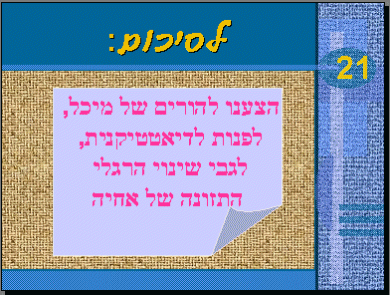 לסיכום:
21
הצענו להורים של מיכל,
לפנות לדיאטטיקנית,
לגבי שינוי הרגלי
התזונה של אחיה